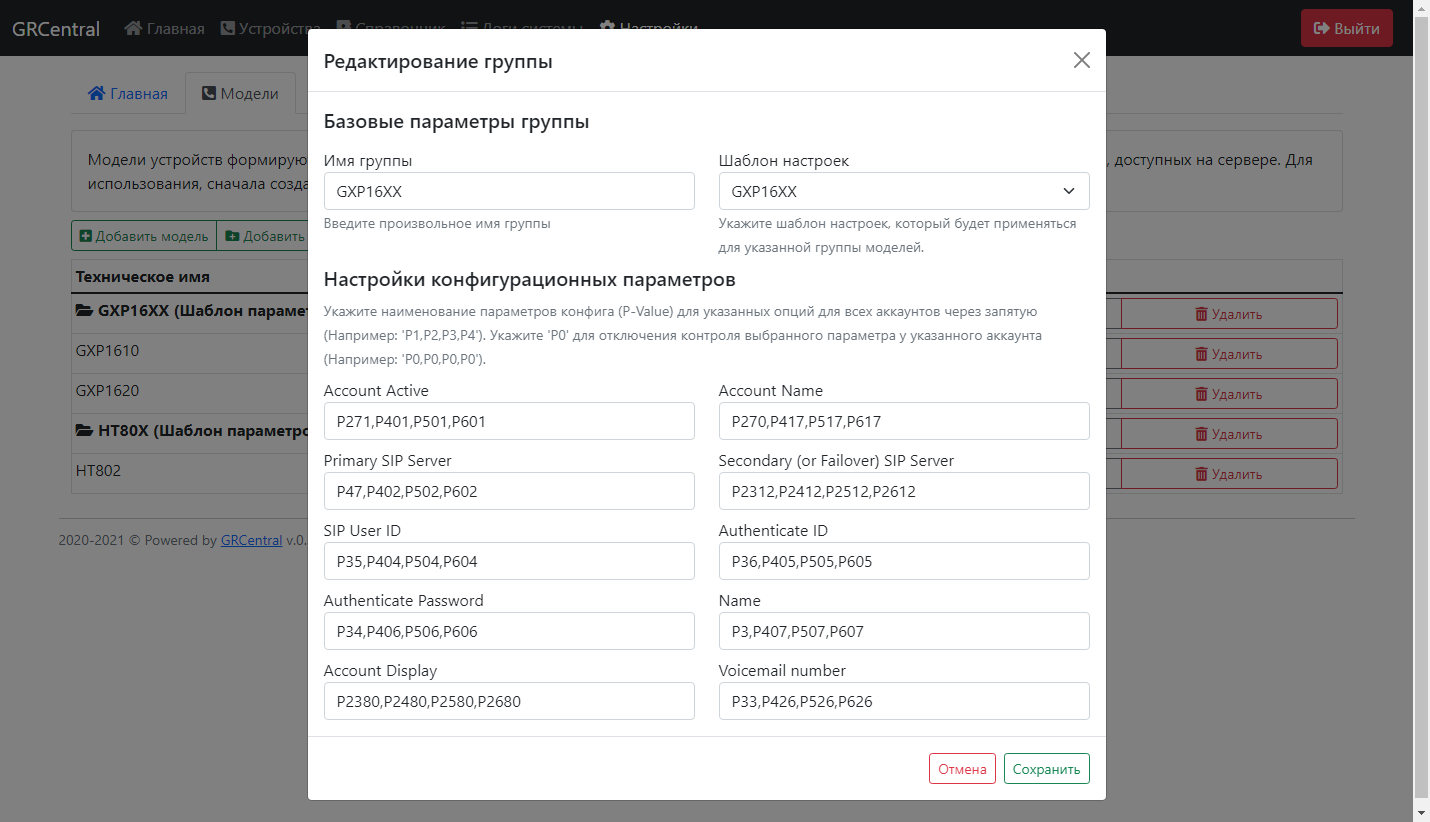 GRCentral Главная Устройства Справочник Логи системы Настройки Выйти
Редактирование группы
Главная Модели
Базовые параметры группы
Модели устройств формирую , доступных на сервере. Для
использования, сначала созда
Имя группы Шаблон настроек
GXP16XX GXP16XX
Введите произвольное имя группы Укажите шаблон настроек, который будет применяться
для указанной группы моделей.
Добавить модель Добавить
Техническое имя
Настройки конфигурационных параметров
GXP16XX (Шаблон парамет Удалить
Укажите наименование параметров конфига (P-Value) для указанных опций для всех аккаунтов через запятую
(Например: 'P1,P2,P3,P4'). Укажите 'P0' для отключения контроля выбранного параметра у указанного аккаунта
(Например: 'P0,P0,P0,P0').
GXP1610 Удалить
GXP1620 Удалить
Account Active Account Name
P271,P401,P501,P601 P270,P417,P517,P617
HT80X (Шаблон параметро Удалить
Primary SIP Server Secondary (or Failover) SIP Server
HT802 Удалить
P47,P402,P502,P602 P2312,P2412,P2512,P2612
SIP User ID Authenticate ID
2020-2021 © Powered by GRCentral v.0.
P35,P404,P504,P604 P36,P405,P505,P605
Authenticate Password Name
P34,P406,P506,P606 P3,P407,P507,P607
Account Display Voicemail number
P2380,P2480,P2580,P2680 P33,P426,P526,P626
Отмена Сохранить